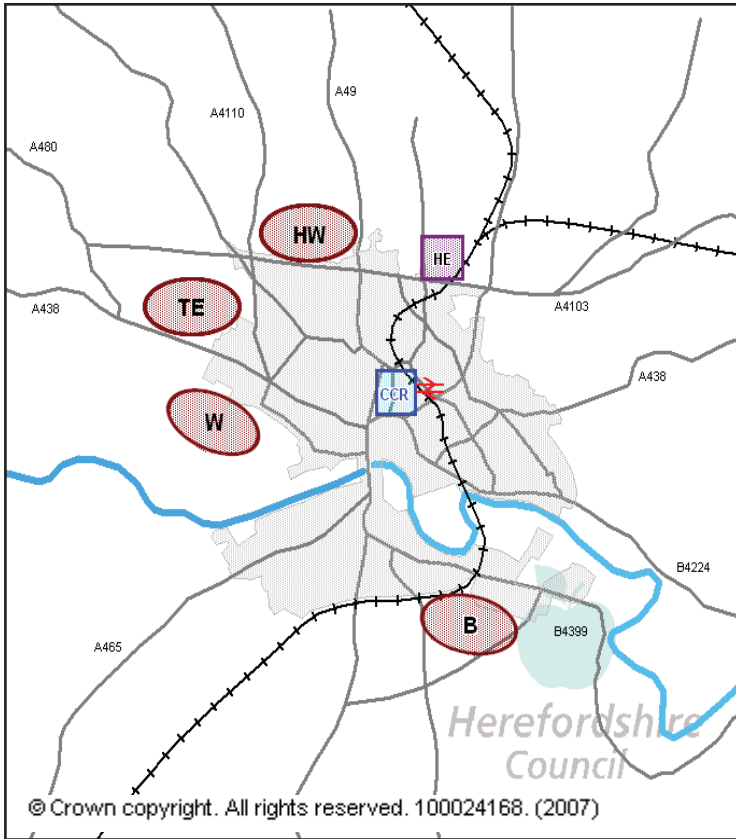 A49
A4110
A480
HW
HE
TE
A438
A4103
A438
CCR
W
B4224
B
B4399
A465
Herefordshire
Council
© Crown copyright. All rights reserved. 100024168. (2007)